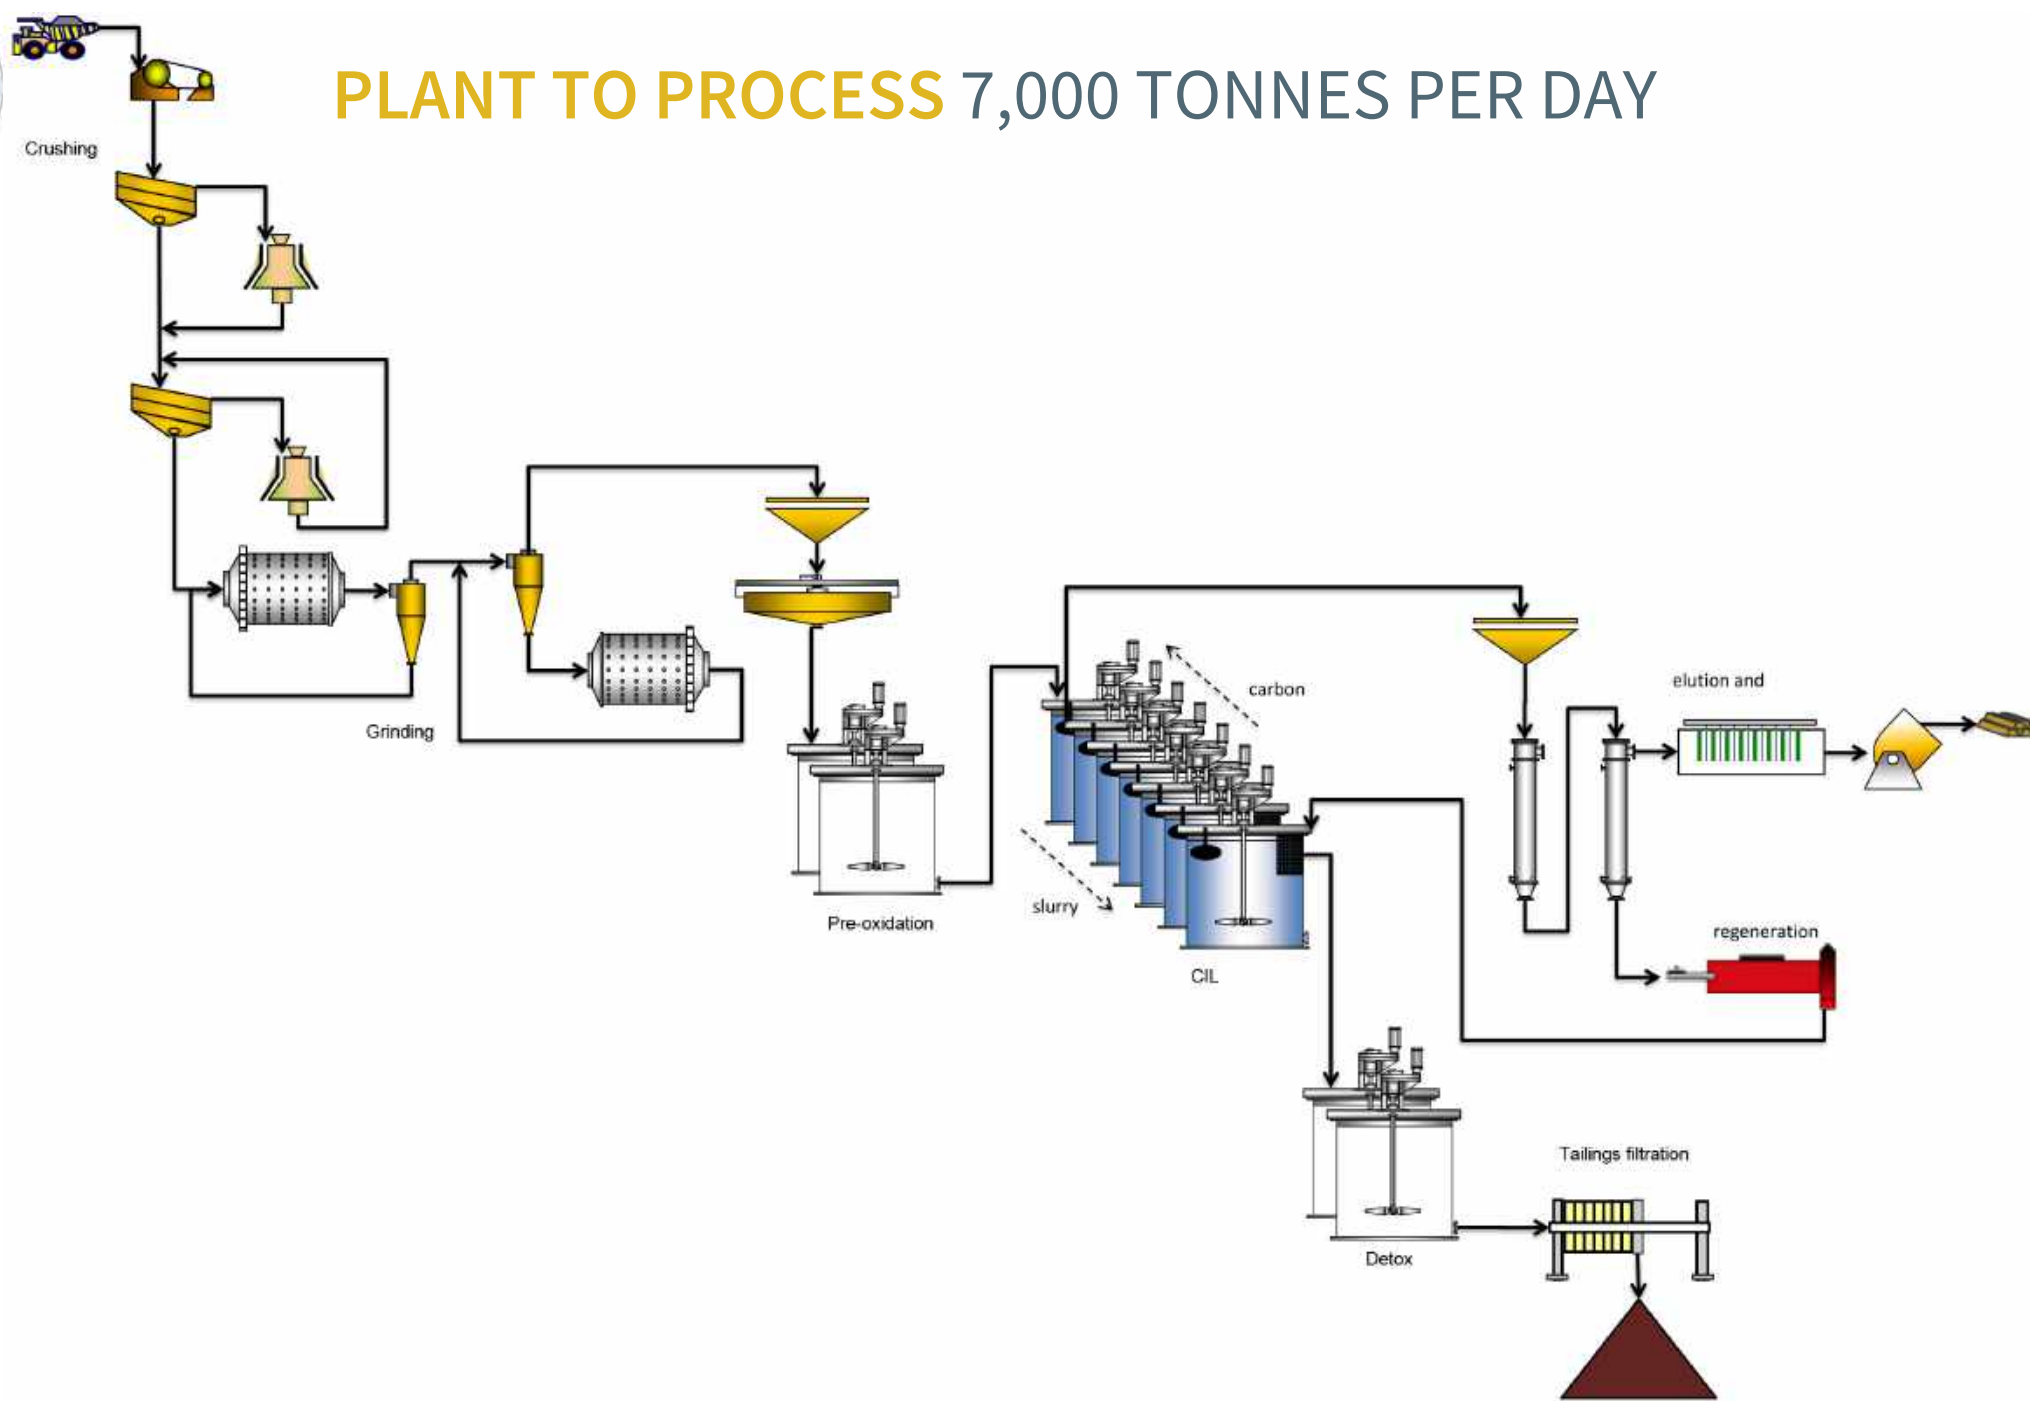 PLANT TO PROCESS 7,000 TONNES PER DAY
Crushing
Grinding
Pre-oxidation
carbon
slurry
CIL
elution and
regeneration
Detox
Tailings filtration